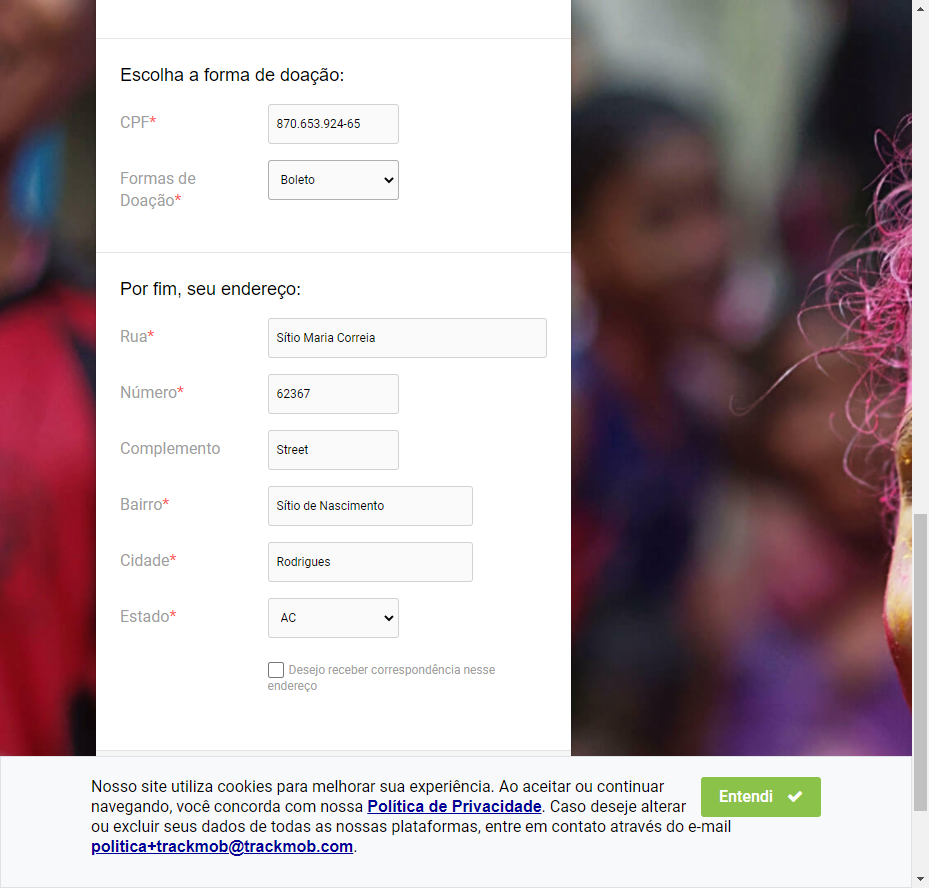 Escolha a forma de doação:
CPF*
870.653.924-65
Formas de
Doação*
Boleto
Por fim, seu endereço:
Rua*
Sítio Maria Correia
Número*
62367
Complemento
Street
Bairro*
Sítio de Nascimento
Cidade*
Rodrigues
Estado*
AC
Desejo receber correspondência nesse
endereço
Nosso site utiliza cookies para melhorar sua experiência. Ao aceitar ou continuar
navegando, você concorda com nossa Política de Privacidade. Caso deseje alterar
ou excluir seus dados de todas as nossas plataformas, entre em contato através do e-mail
politica+trackmob@trackmob.com.
Entendi